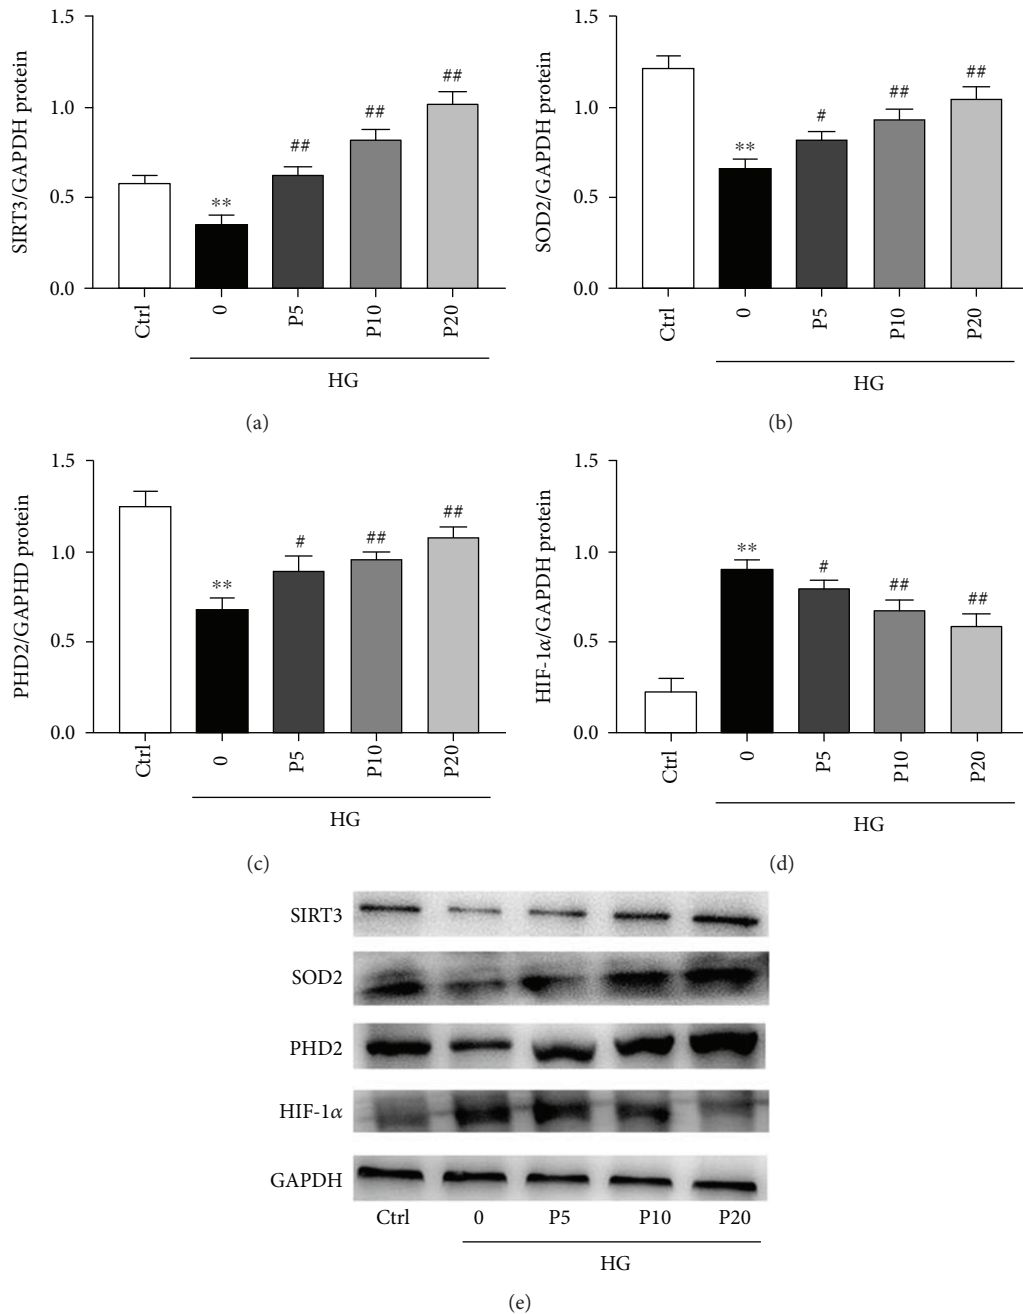 1.5
1.0
0.5
0.0
SIRT3/GAPDH protein
**
##
##
##
Ctrl
0
P5
P10
P20
HG
(a)
1.5
1.0
0.5
0.0
SOD2/GAPDH protein
**
#
##
##
Ctrl
0
P5
P10
P20
HG
(b)
1.5
1.0
0.5
0.0
PHD2/GAPHD protein
**
#
##
##
Ctrl
0
P5
P10
P20
HG
(c)
1.5
1.0
0.5
0.0
HIF-1α/GAPDH protein
**
#
##
##
Ctrl
0
P5
P10
P20
HG
(d)
SIRT3
SOD2
PHD2
HIF-1α
GAPDH
Ctrl 0 P5 P10 P20
HG
(e)